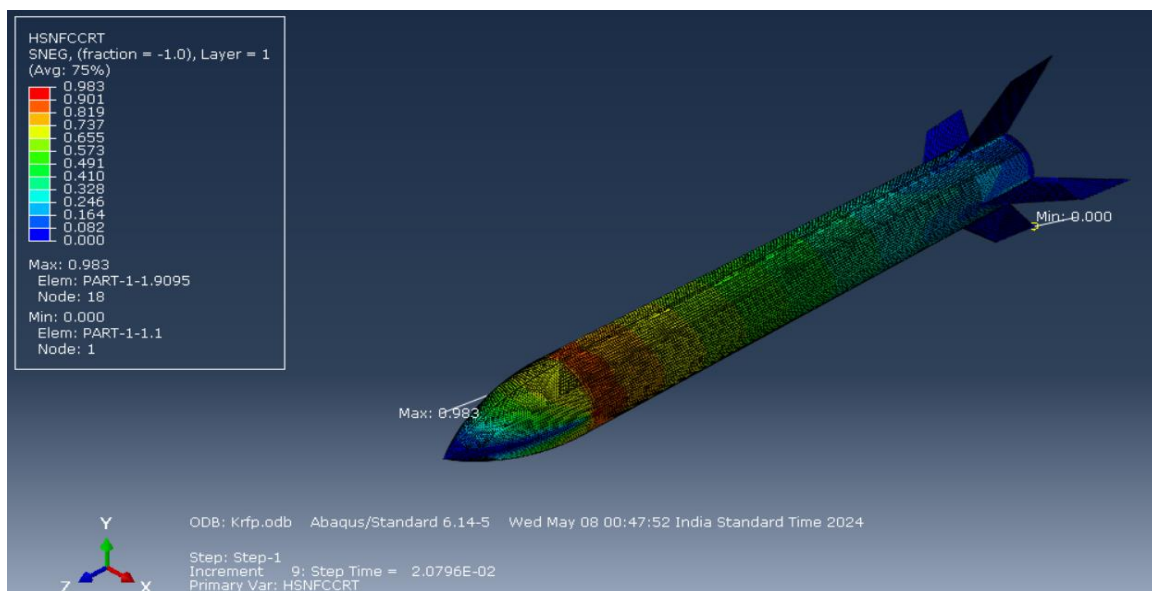 HSNFCCRT
SNEG, (fraction = -1.0), Layer = 1
(Avg: 75%)
0.983
0.901
0.819
0.737
0.655
0.573
0.491
0.410
0.328
0.246
0.164
0.082
0.000
Max: 0.983
Elem: PART-1-1.9095
Node: 18
Min: 0.000
Elem: PART-1-1.1
Node: 1
Min: 0.000
Max: 0.983
Y
Z
X
ODB: Krfp.odb Abaqus/Standard 6.14-5 Wed May 08 00:47:52 India Standard Time 2024
Step: Step-1
Increment 9: Step Time = 2.0796E-02
Primary Var: HSNFCCRT